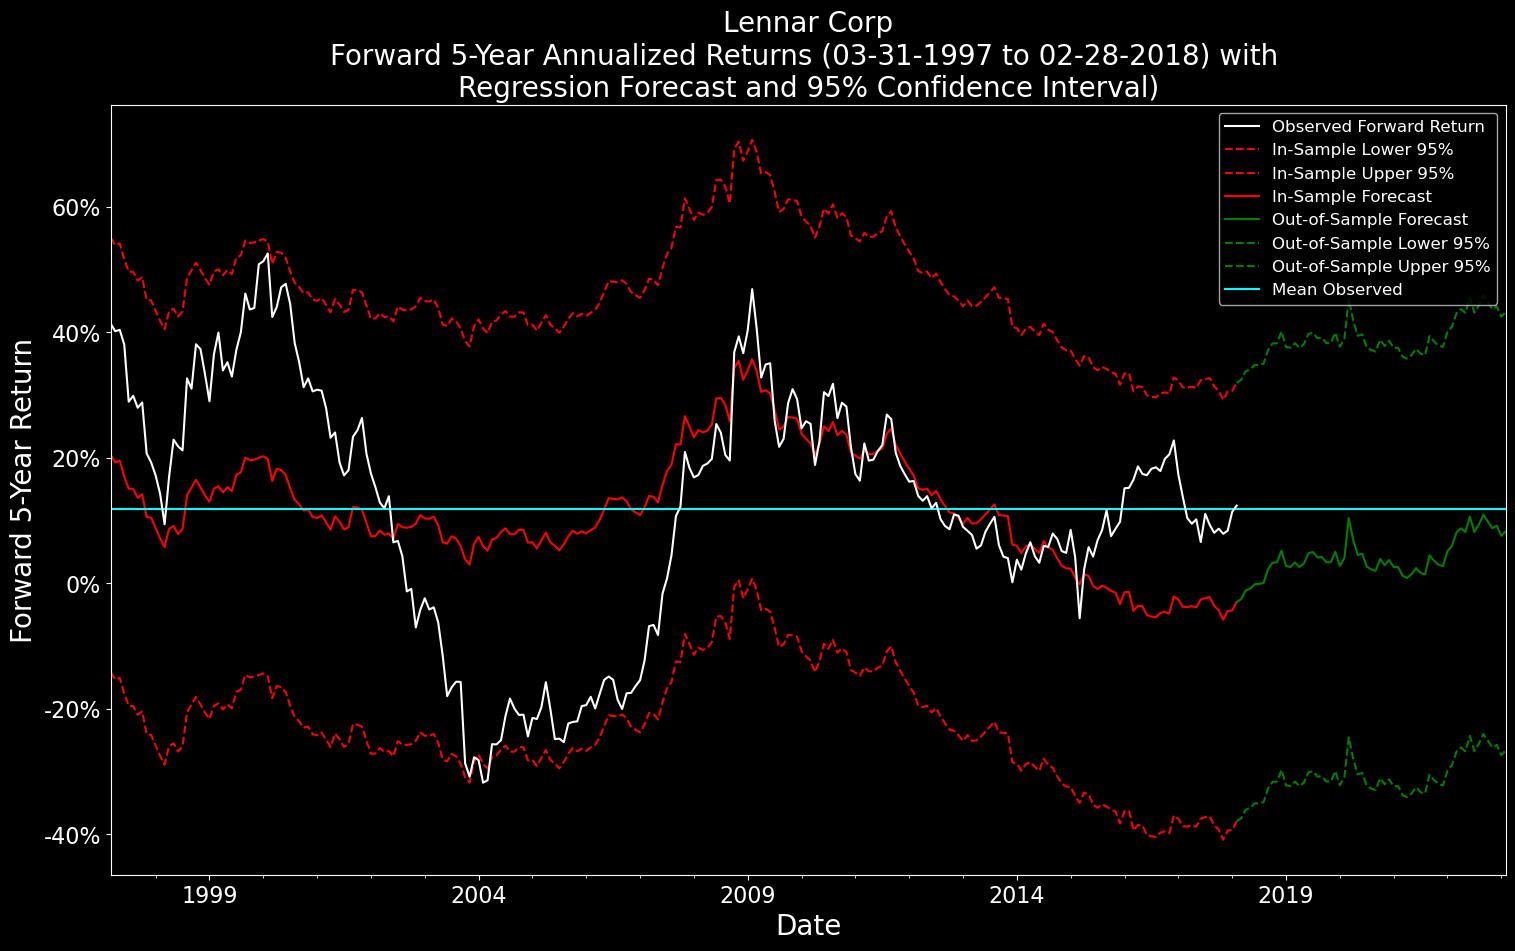 Lennar Corp
Forward 5-Year Annualized Returns (03-31-1997 to 02-28-2018) with
Regression Forecast and 95% Confidence Interval)
Observed Forward Return
In-Sample Lower 95%
In-Sample Upper 95%
In-Sample Forecast
Out-of-Sample Forecast
Out-of-Sample Lower 95%
Out-of-Sample Upper 95%
Mean Observed
Forward 5-Year Return
60%
40%
20%
0%
-20%
-40%
1999 2004 2009 2014 2019
Date